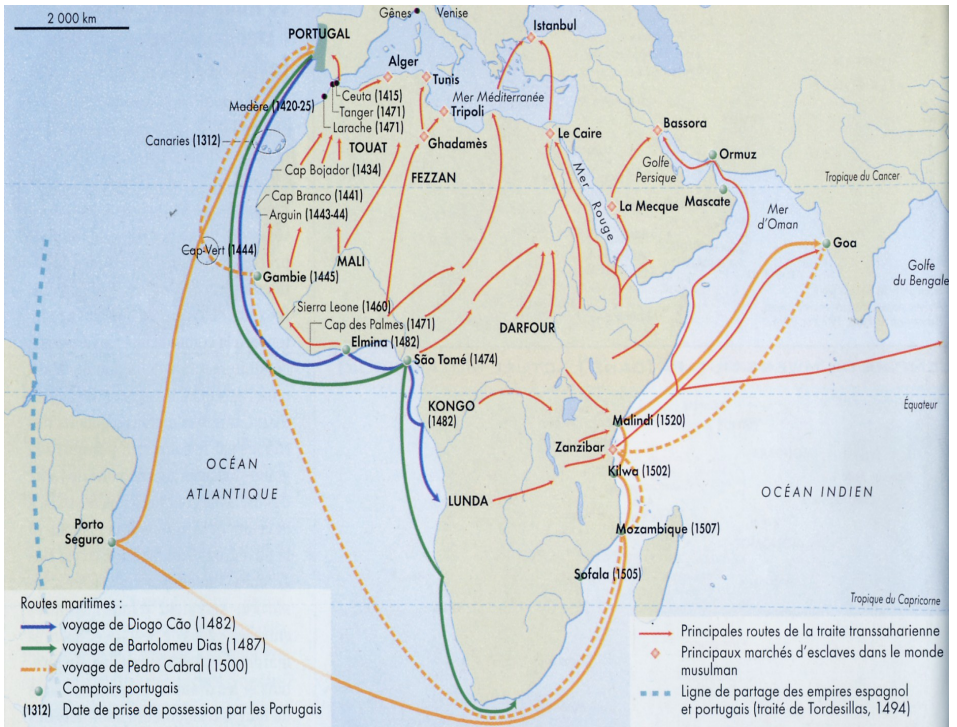 2 000 km
Gênes
Venise
Istanbul
PORTUGAL
Alger
Tunis
Mer Méditerranée
Ceuta (1415)
Madère (1420-25)
Tanger (1471)
Tripoli
Larache (1471)
Le Caire
Bassora
Canaries (1312)
TOUAT
Ghadamès
Ormuz
Golfe
Persique
Cap Bojador (1434)
FEZZAN
Mer Rouge
Tropique du Cancer
Cap Branco (1441)
Mascate
La Mecque
Arguin (1443-44)
Mer
d'Oman
Cap-Vert (1444)
Goa
MALI
Golfe
du Bengale
Gambie (1445)
Sierra Leone (1460)
Cap des Palmes (1471)
DARFOUR
Elmina (1482)
São Tomé (1474)
KONGO
(1482)
Équateur
Malindi (1520)
Zanzibar
Kilwa (1502)
OCÉAN
ATLANTIQUE
LUNDA
OCÉAN INDIEN
Porto
Seguro
Mozambique (1507)
Sofala (1505)
Tropique du Capricorne
Routes maritimes :
voyage de Diogo Cão (1482)
voyage de Bartolomeu Dias (1487)
voyage de Pedro Cabral (1500)
Comptoirs portugais
(1312) Date de prise de possession par les Portugais
Principales routes de la traite transsaharienne
Principaux marchés d'esclaves dans le monde
musulman
Ligne de partage des empires espagnol
et portugais (traité de Tordesillas, 1494)